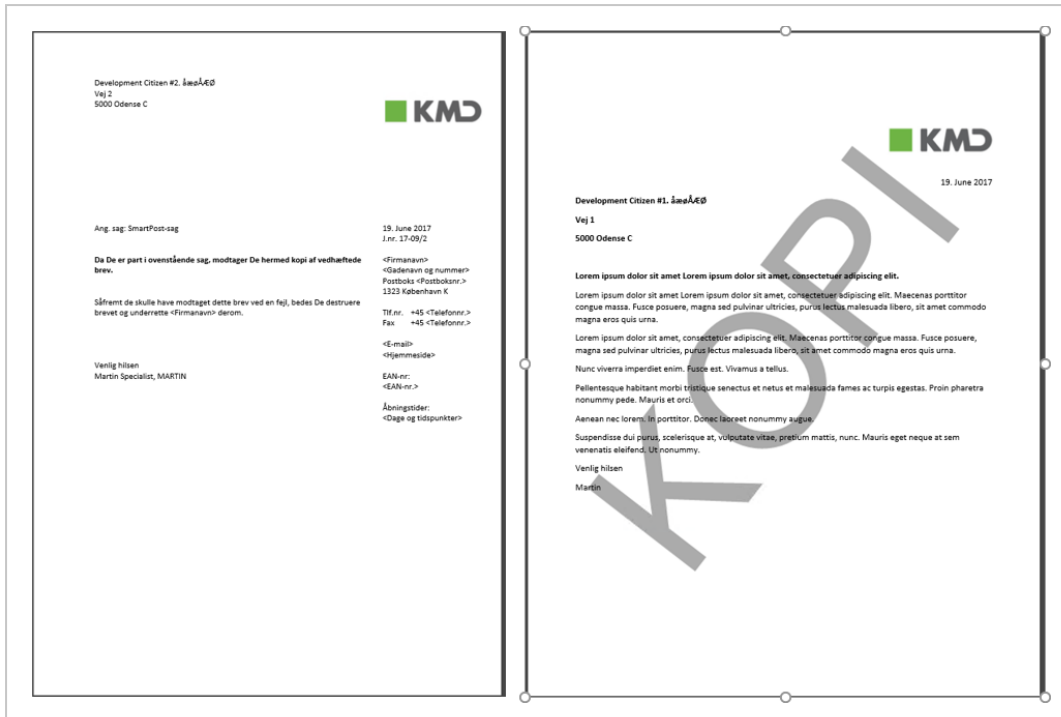 Development Citizen #2. åæøÅÆØ
Vej 2
5000 Odense C
KMD
Ang. sag: SmartPost-sag
Da De er part i ovenstående sag, modtager De hermed kopi af vedhæftede
brev.
Såfremt de skulle have modtaget dette brev ved en fejl, bedes De destruere
brevet og underrette <Firmanavn> derom.
Venlig hilsen
Martin Specialist, MARTIN
19. June 2017
J.nr. 17-09/2
<Firmanavn>
<Gadenavn og nummer>
Postboks <Postboksnr.>
1323 København K
Tlf.nr. +45 <Telefonnr.>
Fax +45 <Telefonnr.>
<E-mail>
<Hjemmeside>
EAN-nr:
<EAN-nr.>
Åbningstider:
<Dage og tidspunkter>
KMD
19. June 2017
Development Citizen #1. åæøÅÆØ
Vej 1
5000 Odense C
Lorem ipsum dolor sit amet Lorem ipsum dolor sit amet, consectetuer adipiscing elit.
Lorem ipsum dolor sit amet Lorem ipsum dolor sit amet, consectetuer adipiscing elit. Maecenas porttitor
congue massa. Fusce posuere, magna sed pulvinar ultricies, purus lectus malesuada libero, sit amet commodo
magna eros quis urna.
Lorem ipsum dolor sit amet, consectetuer adipiscing elit. Maecenas porttitor congue massa. Fusce posuere,
magna sed pulvinar ultricies, purus lectus malesuada libero, sit amet commodo magna eros quis urna.
Nunc viverra imperdiet enim. Fusce est. Vivamus a tellus.
Pellentesque habitant morbi tristique senectus et netus et malesuada fames ac turpis egestas. Proin pharetra
nonummy pede. Mauris et orci.
Aenean nec lorem. In porttitor. Donec laoreet nonummy augue.
Suspendisse dui purus, scelerisque at, vulputate vitae, pretium mattis, nunc. Mauris eget neque at sem
venenatis eleifend. Ut nonummy.
Venlig hilsen
Martin
KOPI